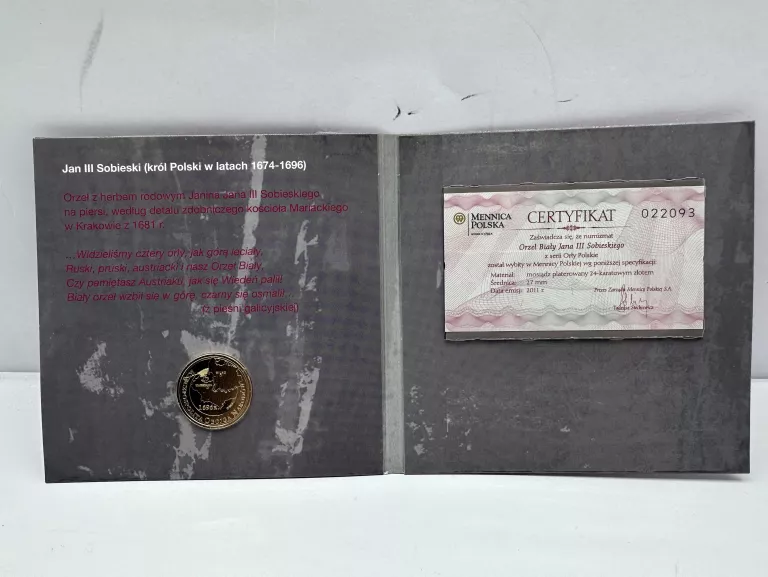 Jan III Sobieski (król Polski w latach 1674-1696)
Orzeł z herbem rodowym Janina Jana III Sobieskiego
na piersi, według detalu zdobniczego kościoła Mariackiego
w Krakowie z 1681 r.
...Widzieliśmy cztery orły, jak górą leciały,
Ruski, pruski, austriacki i nasz Orzeł Biały,
Czy pamiętasz Austriaku, jak się Wiedeń palił
Biały orzeł wzbił się w górę, czarny się osmalił...
(z pieśni galicyjskiej)
1696 r.
MENNICA
POLSKA
CERTYFIKAT
022093
Zaświadcza się, że numizmat
Orzeł Biały Jana III Sobieskiego
z serii Orły Polskie
został wybity w Mennicy Polskiej wg poniższej specyfikacji:
Materiał: mosiądz platerowany 24-karatowym złotem
Średnica: 27 mm
Data emisji: 2011 r.
Prezes Zarządu Mennicy Polskiej S.A.